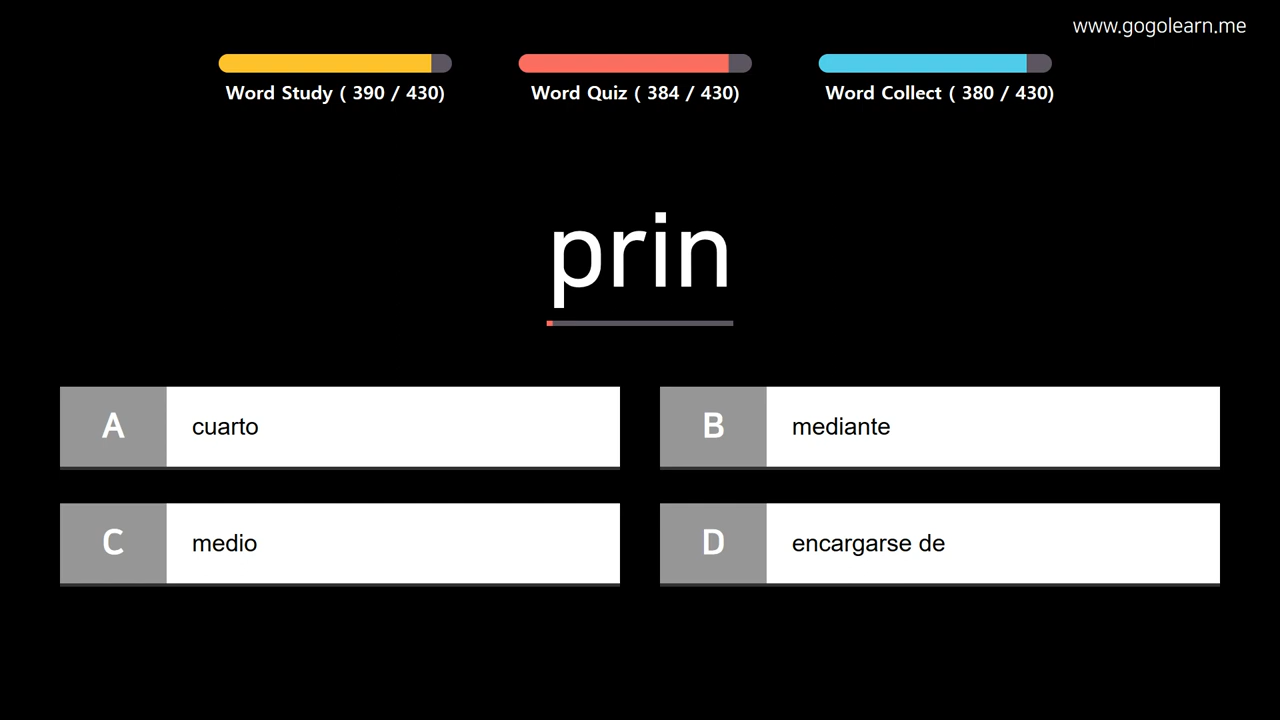 www.gogolearn.me
Word Study ( 390 / 430)
Word Quiz ( 384 / 430)
Word Collect ( 380 / 430)
prin
A cuarto
B mediante
C medio
D encargarse de